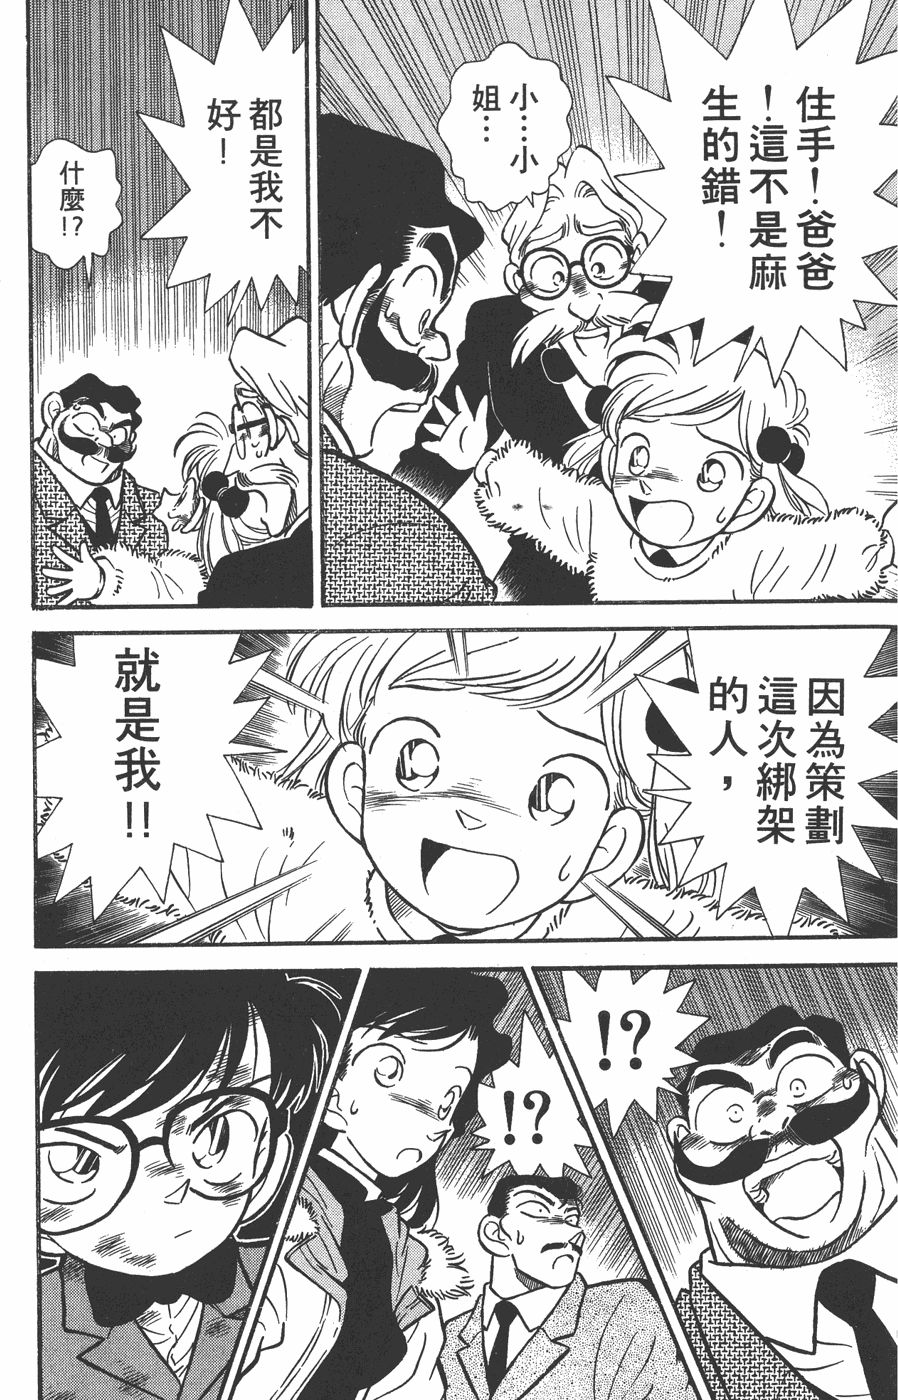 住手！爸爸
！這不是麻
生的錯！
小……小
姐…
都是我不
好！
什麼!?
因為策劃
這次綁架
的人，
就是我!!
!?
!?